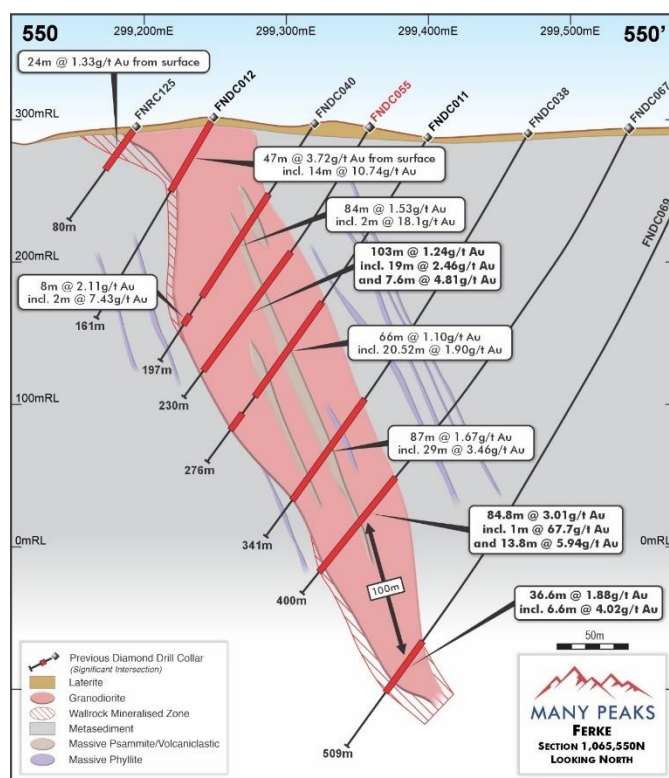 550
299,200mE
299,300mE
299,400mE
299,500mE
550'
24m @ 1.33g/t Au from surface
FNRC125
FNDC012
FNDC040
FNDC055
FNDC011
FNDC038
FNDC067
FNDC069
300mRL
47m @ 3.72g/t Au from surface
incl. 14m @ 10.74g/t Au
84m @ 1.53g/t Au
incl. 2m @ 18.1g/t Au
80m
103m @ 1.24g/t Au
incl. 19m @ 2.46g/t Au
and 7.6m @ 4.81g/t Au
200mRL
8m @ 2.11g/t Au
incl. 2m @ 7.43g/t Au
161m
66m @ 1.10g/t Au
incl. 20.52m @ 1.90g/t Au
197m
230m
100mRL
87m @ 1.67g/t Au
incl. 29m @ 3.46g/t Au
276m
84.8m @ 3.01g/t Au
incl. 1m @ 67.7g/t Au
and 13.8m @ 5.94g/t Au
341m
0mRL
100m
400m
36.6m @ 1.88g/t Au
incl. 6.6m @ 4.02g/t Au
50m
Previous Diamond Drill Collar
(Significant Intersection)
Laterite
Granodiorite
Wallrock Mineralised Zone
Metasediment
Massive Psammite/Volcaniclastic
Massive Phyllite
509m
MANY PEAKS
FERKE
SECTION 1,065,550N
LOOKING NORTH